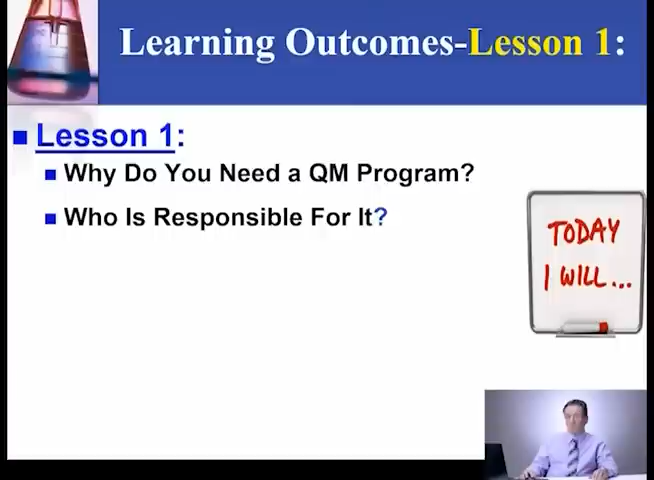 Learning Outcomes-Lesson 1:
Lesson 1:
Why Do You Need a QM Program?
Who Is Responsible For It?
TODAY
I WILL...